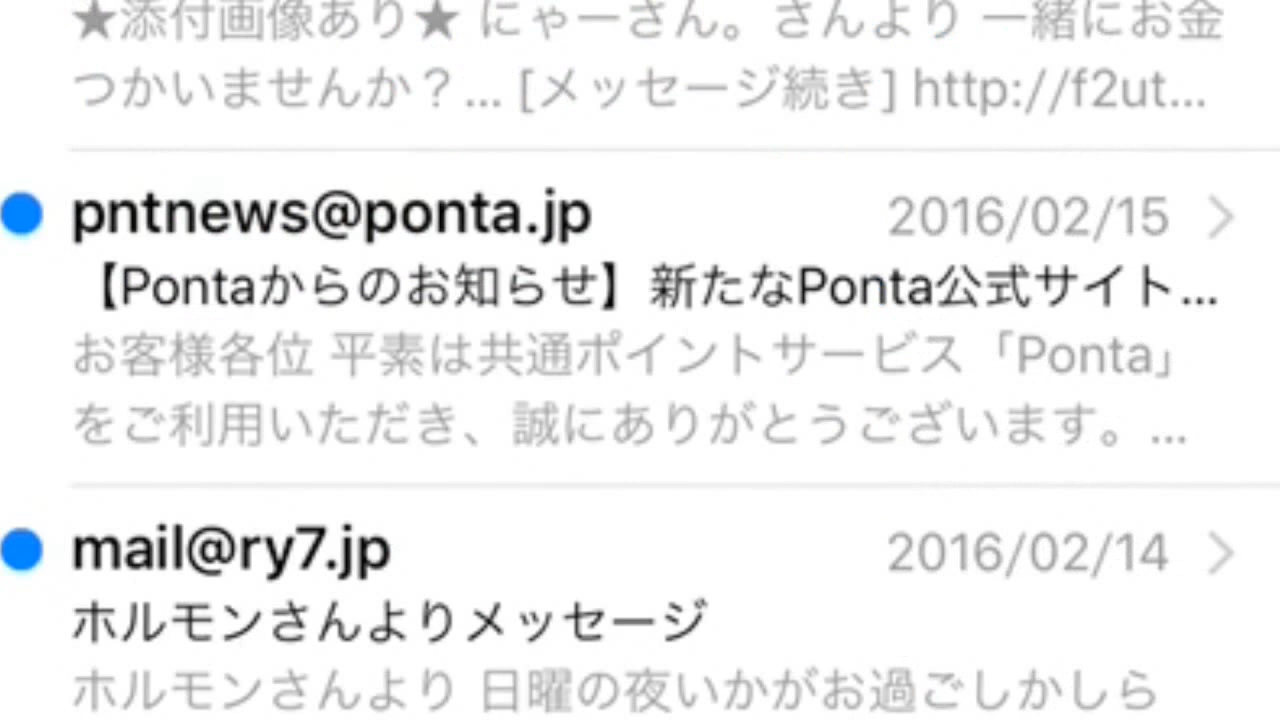 ★添付画像あり★ にゃーさん。さんより 一緒にお金
つかいませんか？... [メッセージ続き] http://f2ut...
pntnews@ponta.jp 2016/02/15
【Pontaからのお知らせ】新たなPonta公式サイト...
お客様各位 平素は共通ポイントサービス「Ponta」
をご利用いただき、誠にありがとうございます。...
mail@ry7.jp 2016/02/14
ホルモンさんよりメッセージ
ホルモンさんより 日曜の夜いかがお過ごしかしら